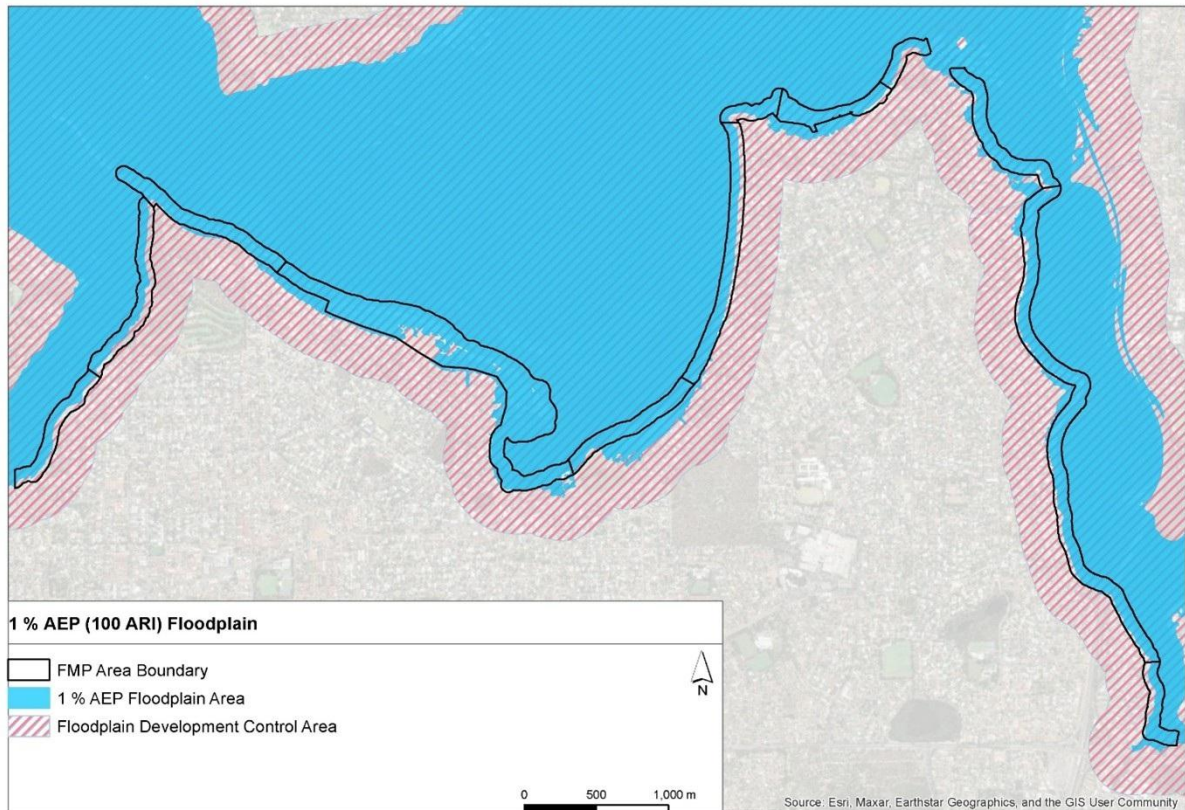 1 % AEP (100 ARI) Floodplain
FMP Area Boundary
1 % AEP Floodplain Area
Floodplain Development Control Area
N
0 500 1,000 m
Source: Esri, Maxar, Earthstar Geographics, and the GIS User Community